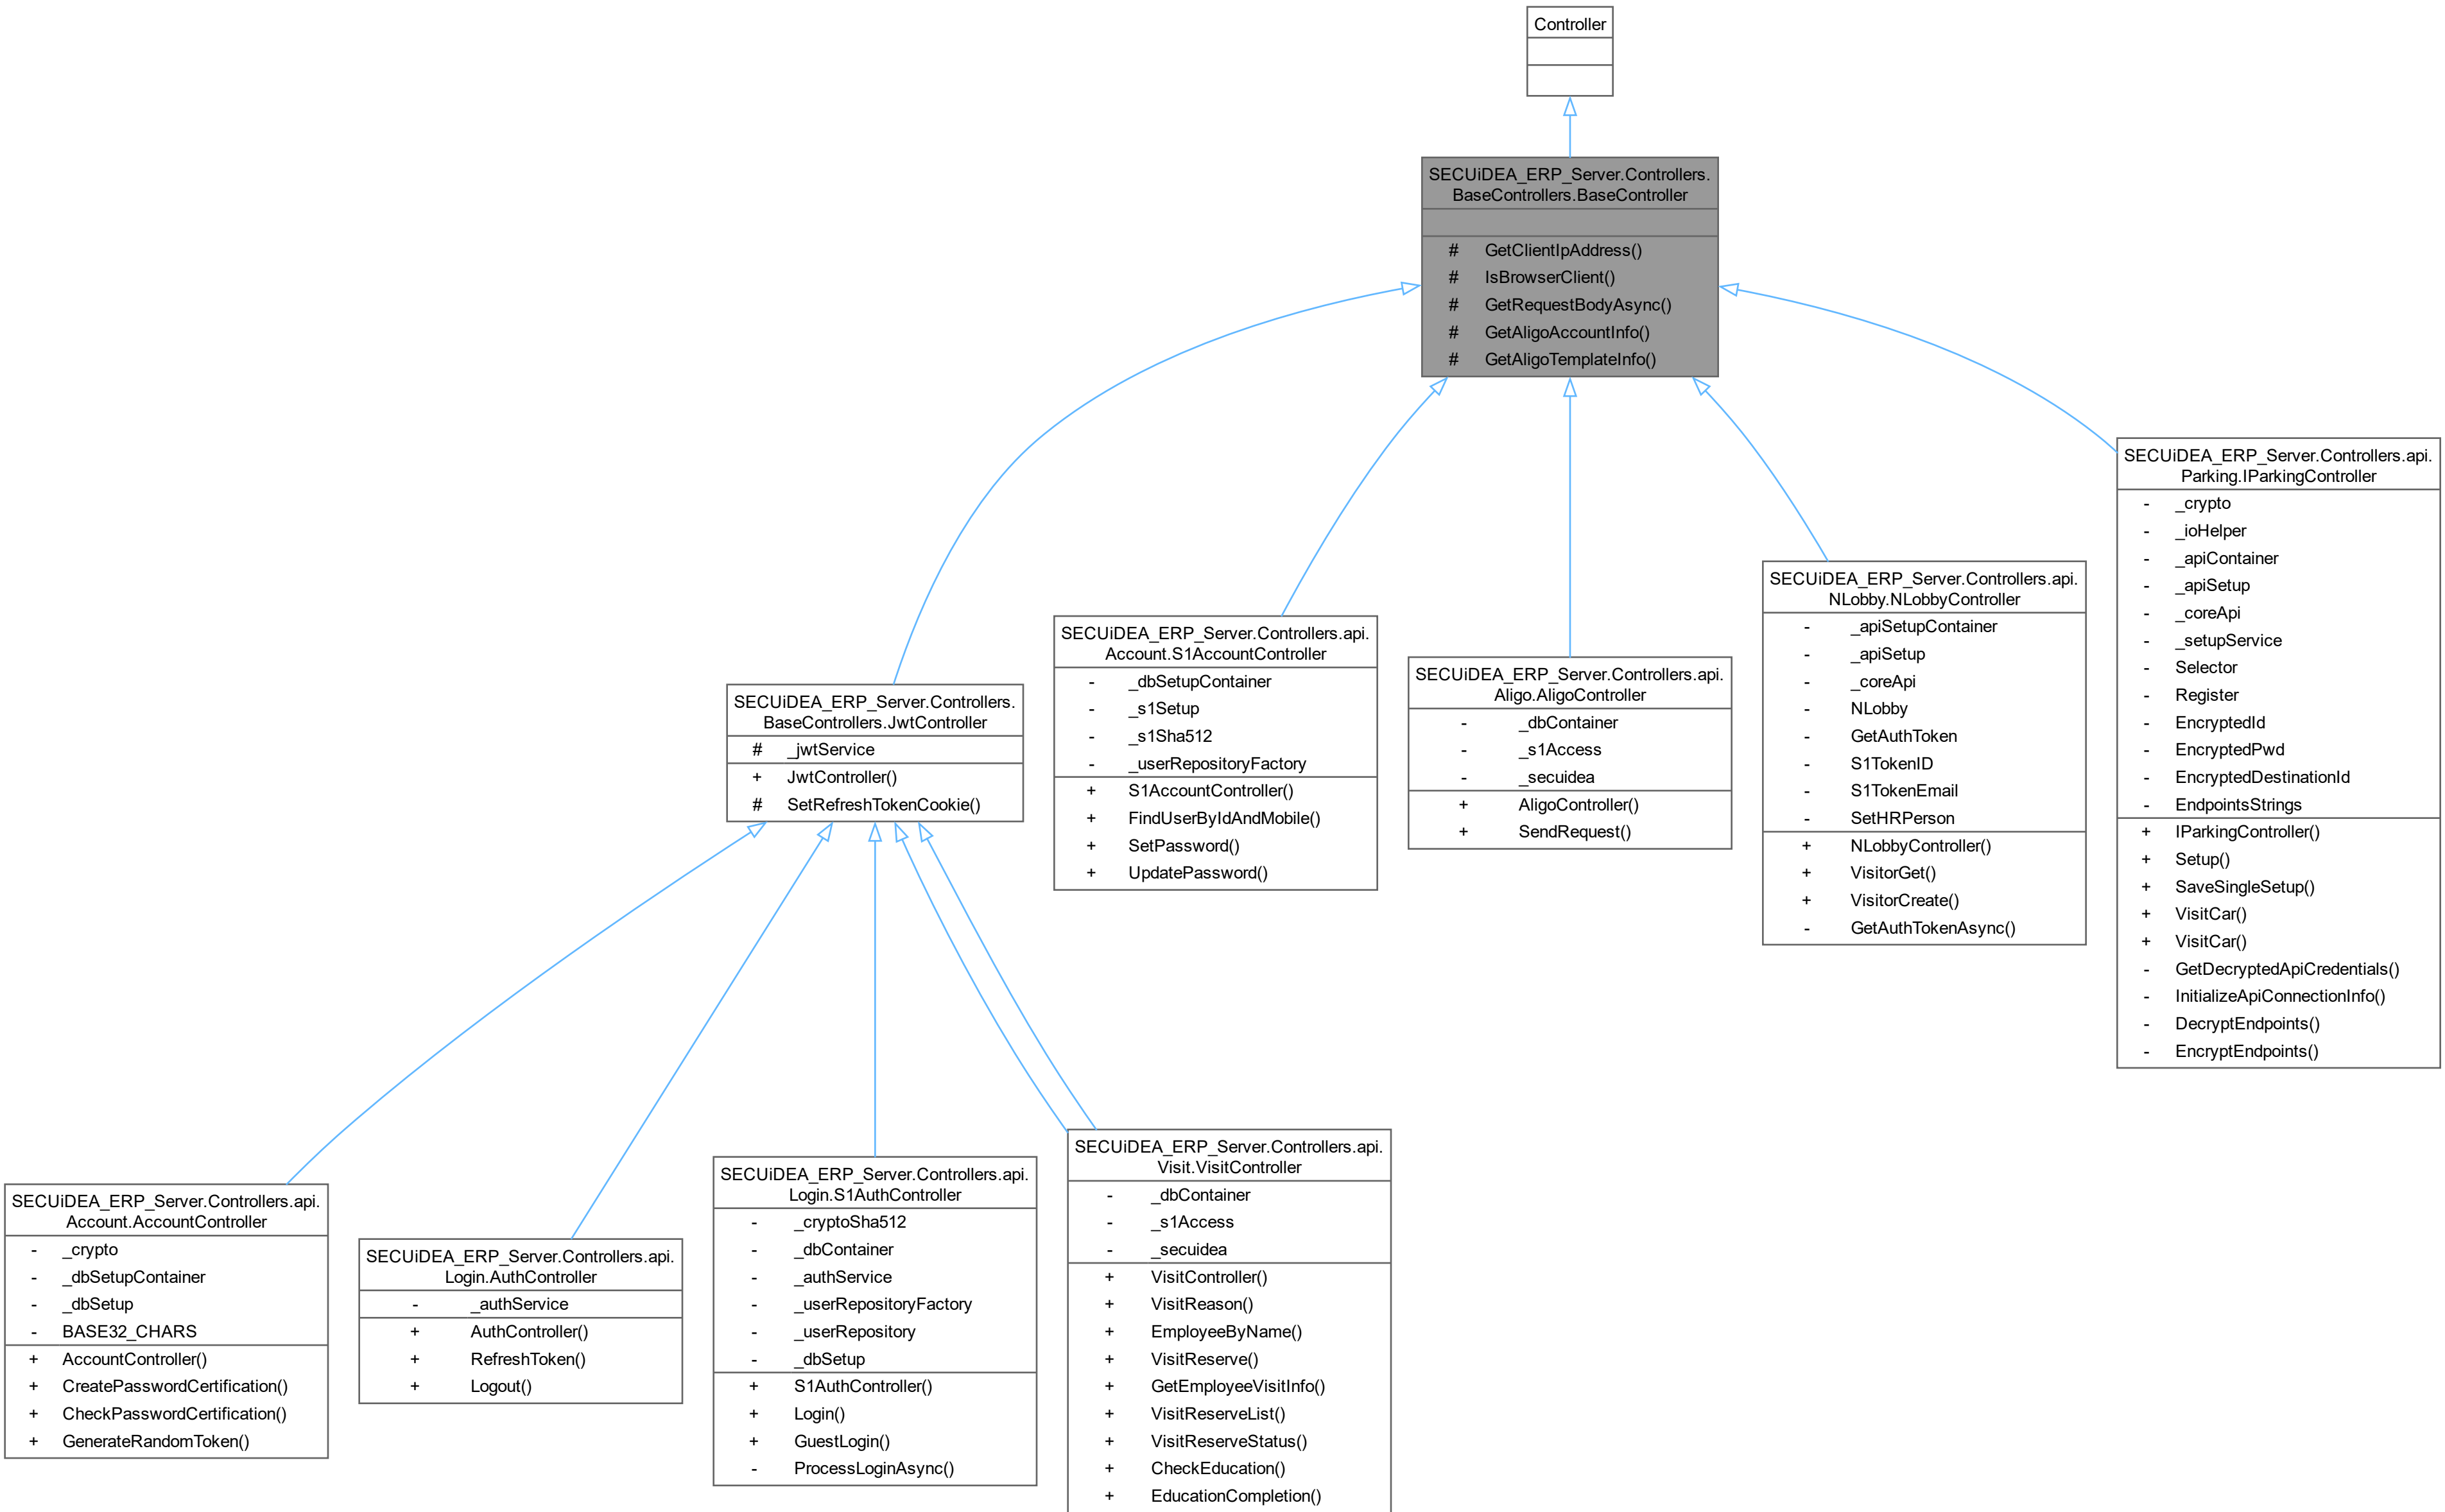 Controller
SECUiDEA_ERP_Server.Controllers.
BaseControllers.BaseController
# GetClientIpAddress()
# IsBrowserClient()
# GetRequestBodyAsync()
# GetAligoAccountInfo()
# GetAligoTemplateInfo()
SECUiDEA_ERP_Server.Controllers.
BaseControllers.JwtController
# _jwtService
+ JwtController()
# SetRefreshTokenCookie()
SECUiDEA_ERP_Server.Controllers.api.
Account.S1AccountController
- _dbSetupContainer
- _s1Setup
- _s1Sha512
- _userRepositoryFactory
+ S1AccountController()
+ FindUserByIdAndMobile()
+ SetPassword()
+ UpdatePassword()
SECUiDEA_ERP_Server.Controllers.api.
Aligo.AligoController
- _dbContainer
- _s1Access
- _secuidea
+ AligoController()
+ SendRequest()
SECUiDEA_ERP_Server.Controllers.api.
NLobby.NLobbyController
- _apiSetupContainer
- _apiSetup
- _coreApi
- NLobby
- GetAuthToken
- S1TokenID
- S1TokenEmail
- SetHRPerson
+ NLobbyController()
+ VisitorGet()
+ VisitorCreate()
- GetAuthTokenAsync()
SECUiDEA_ERP_Server.Controllers.api.
Parking.IParkingController
- _crypto
- _ioHelper
- _apiContainer
- _apiSetup
- _coreApi
- _setupService
- Selector
- Register
- EncryptedId
- EncryptedPwd
- EncryptedDestinationId
- EndpointsStrings
+ IParkingController()
+ Setup()
+ SaveSingleSetup()
+ VisitCar()
+ VisitCar()
- GetDecryptedApiCredentials()
- InitializeApiConnectionInfo()
- DecryptEndpoints()
- EncryptEndpoints()
SECUiDEA_ERP_Server.Controllers.api.
Account.AccountController
- _crypto
- _dbSetupContainer
- _dbSetup
- BASE32_CHARS
+ AccountController()
+ CreatePasswordCertification()
+ CheckPasswordCertification()
+ GenerateRandomToken()
SECUiDEA_ERP_Server.Controllers.api.
Login.AuthController
- _authService
+ AuthController()
+ RefreshToken()
+ Logout()
SECUiDEA_ERP_Server.Controllers.api.
Login.S1AuthController
- _cryptoSha512
- _dbContainer
- _authService
- _userRepositoryFactory
- _userRepository
- _dbSetup
+ S1AuthController()
+ Login()
+ GuestLogin()
- ProcessLoginAsync()
SECUiDEA_ERP_Server.Controllers.api.
Visit.VisitController
- _dbContainer
- _s1Access
- _secuidea
+ VisitController()
+ VisitReason()
+ EmployeeByName()
+ VisitReserve()
+ GetEmployeeVisitInfo()
+ VisitReserveList()
+ VisitReserveStatus()
+ CheckEducation()
+ EducationCompletion()